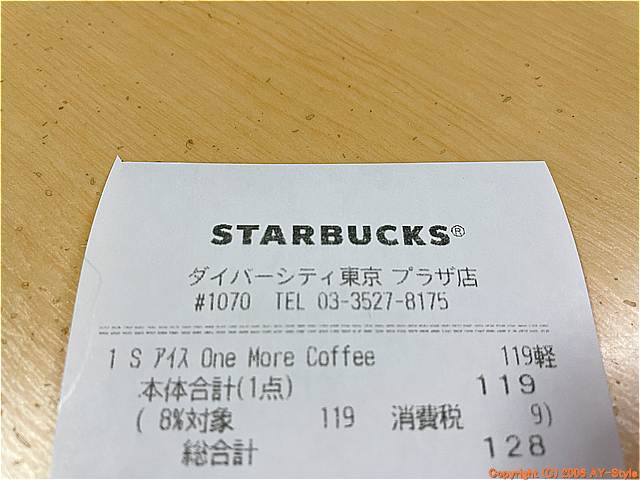 STARBUCKS®
ダイバーシティ東京 プラザ店
#1070 TEL 03-3527-8175
1 S ｱｲｽ One More Coffee 119軽
本体合計(1点) 119
( 8%対象 119 消費税 9)
総合計 128
Copyright (C) 2006 AY-Style